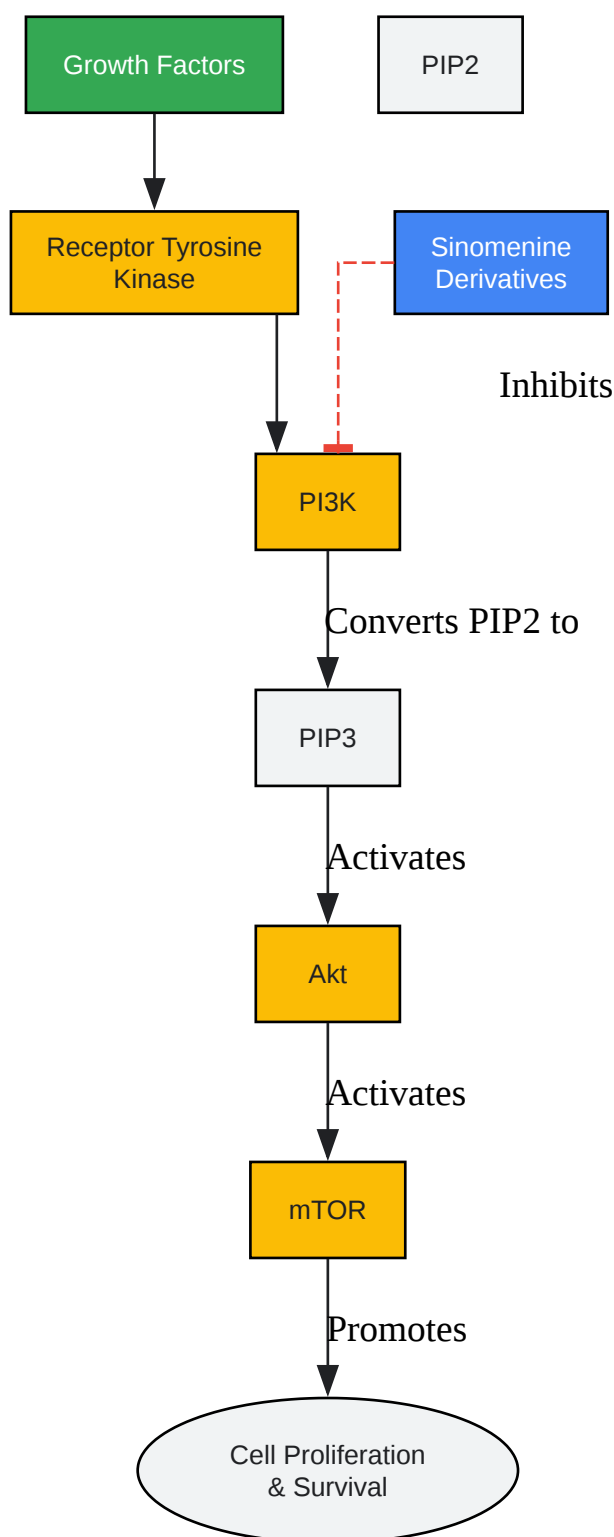 Growth Factors
PIP2
Receptor Tyrosine
Kinase
Sinomenine
Derivatives
Inhibits
PI3K
Converts PIP2 to
PIP3
Activates
Akt
Activates
mTOR
Promotes
Cell Proliferation
& Survival